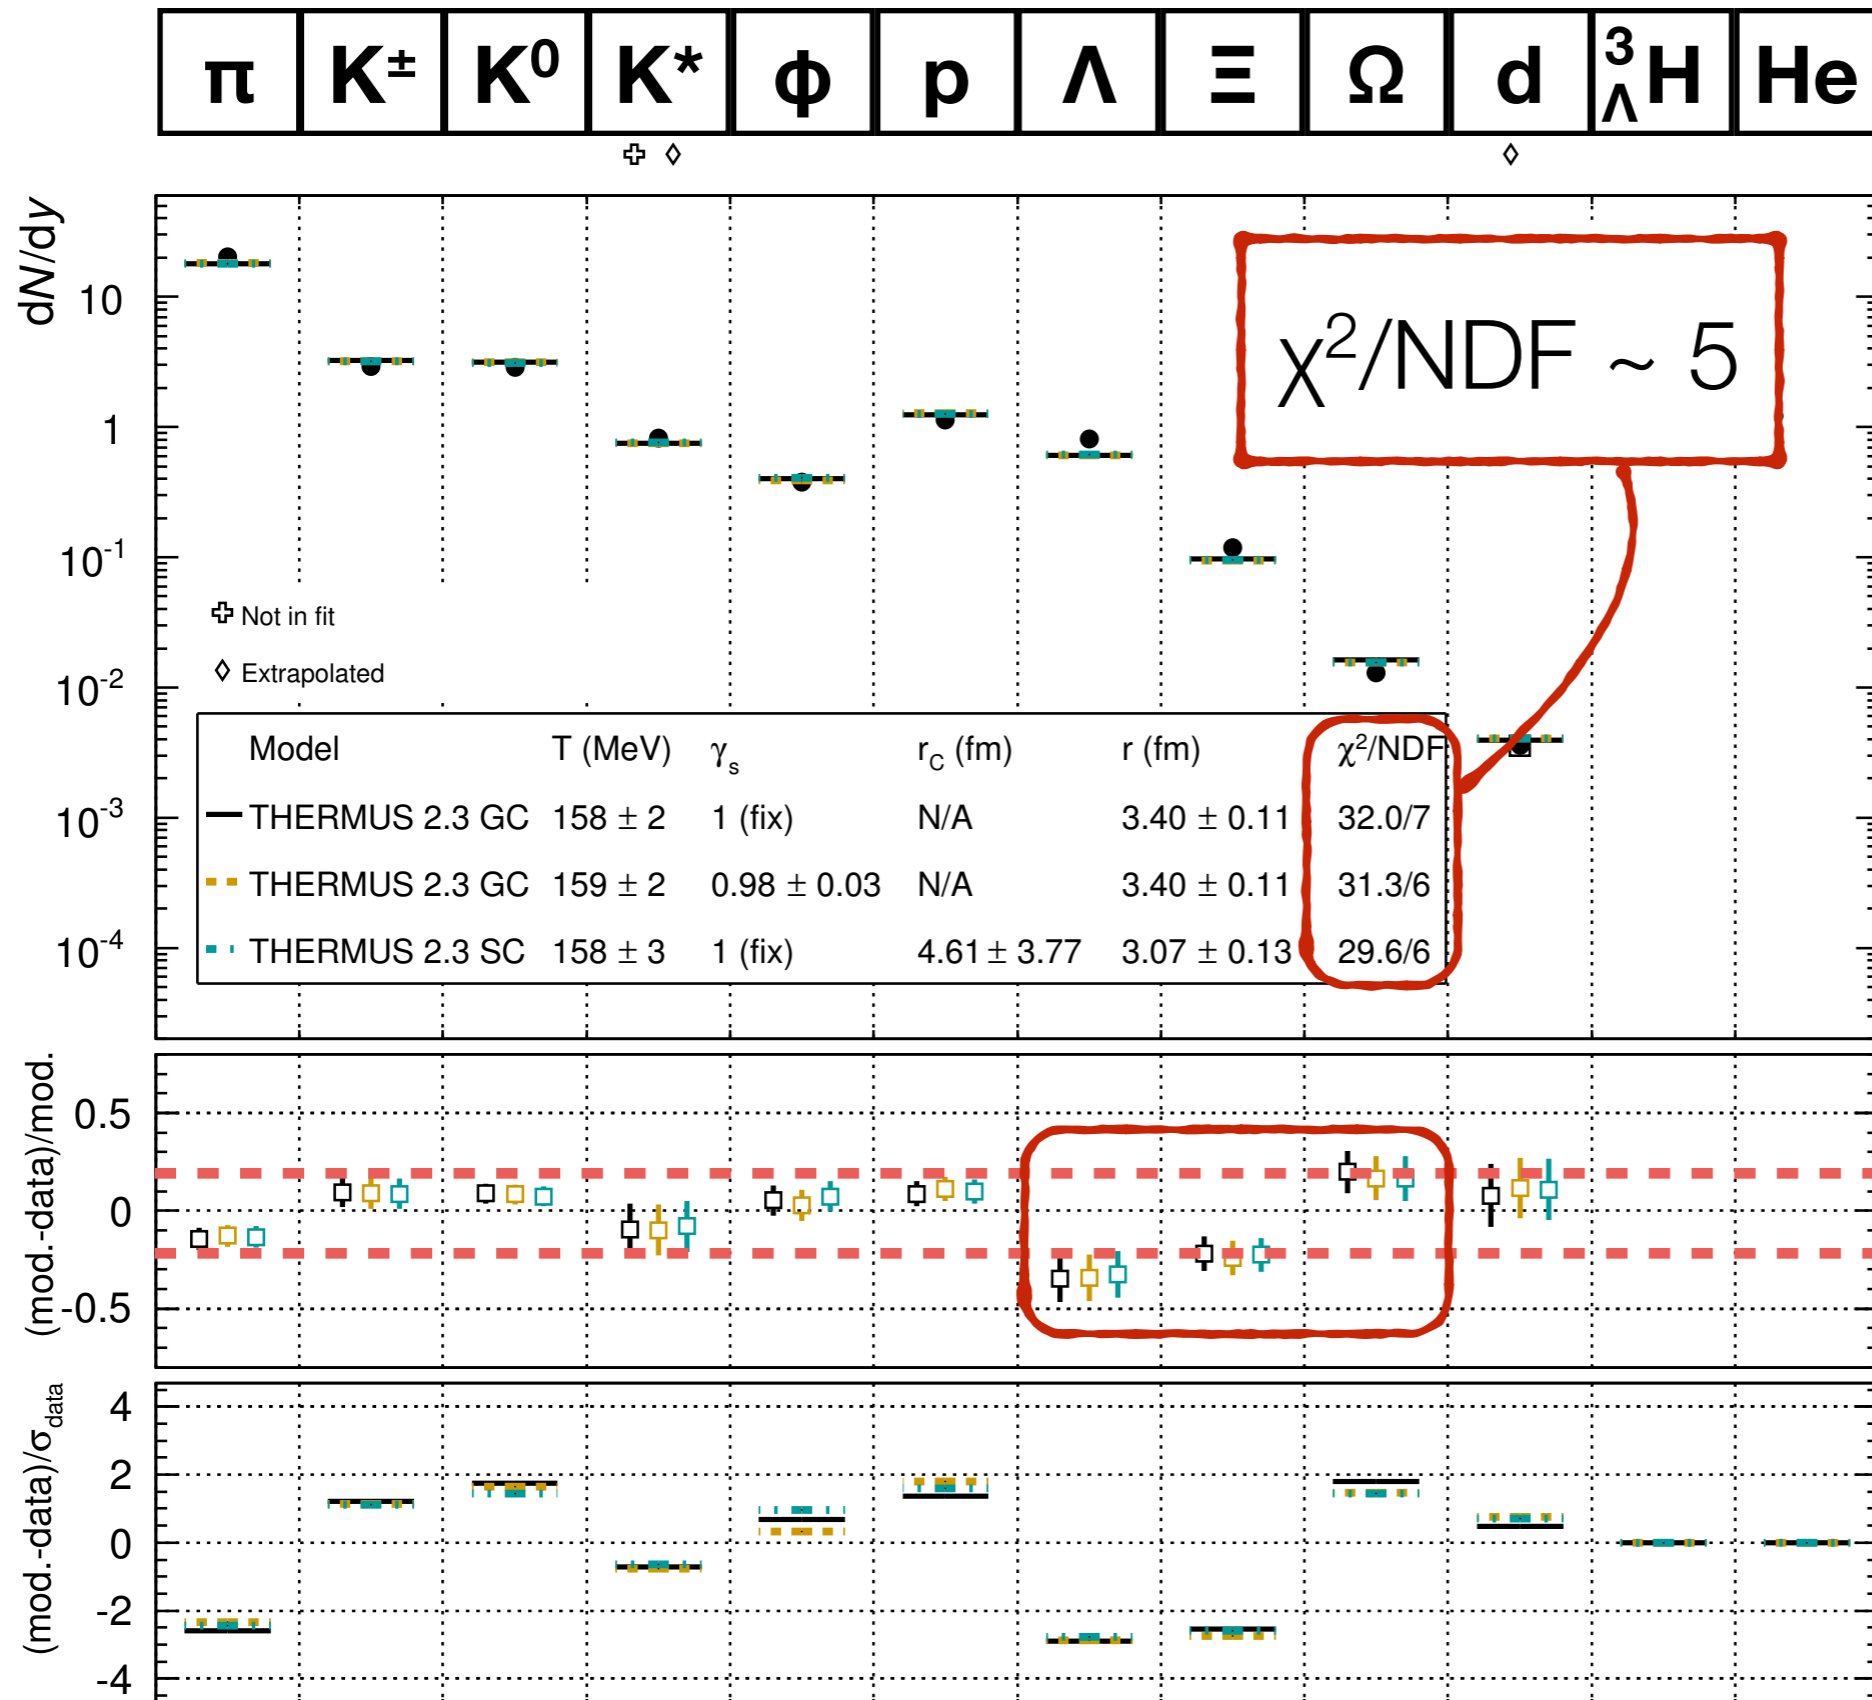 π K± K⁰ K* ϕ p Λ Ξ Ω d ³ΛH He
dN/dy
10
1
10⁻¹
10⁻²
10⁻³
10⁻⁴
χ²/NDF ~ 5
Not in fit
Extrapolated
Model T (MeV) γs rC (fm) r (fm) χ²/NDF
THERMUS 2.3 GC 158 ± 2 1 (fix) N/A 3.40 ± 0.11 32.0/7
THERMUS 2.3 GC 159 ± 2 0.98 ± 0.03 N/A 3.40 ± 0.11 31.3/6
THERMUS 2.3 SC 158 ± 3 1 (fix) 4.61 ± 3.77 3.07 ± 0.13 29.6/6
(mod.-data)/mod.
0.5
0
-0.5
(mod.-data)/σdata
4
2
0
-2
-4